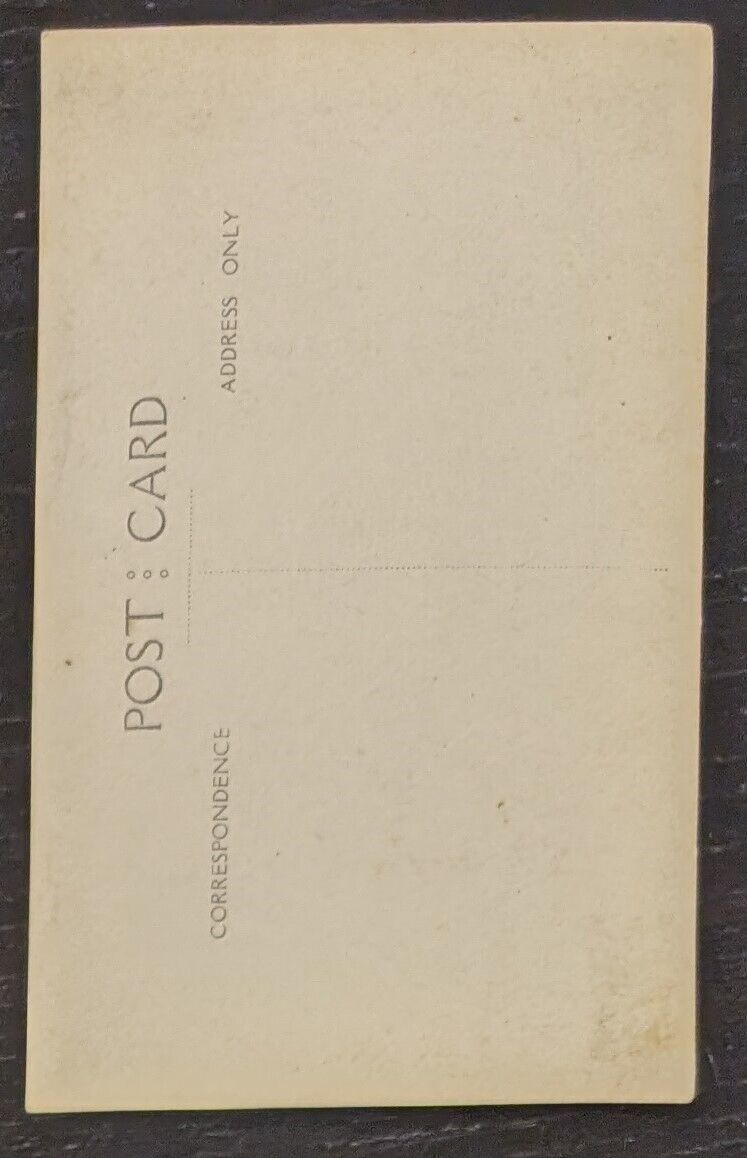 POST ⦂⦂ CARD
CORRESPONDENCE
ADDRESS ONLY